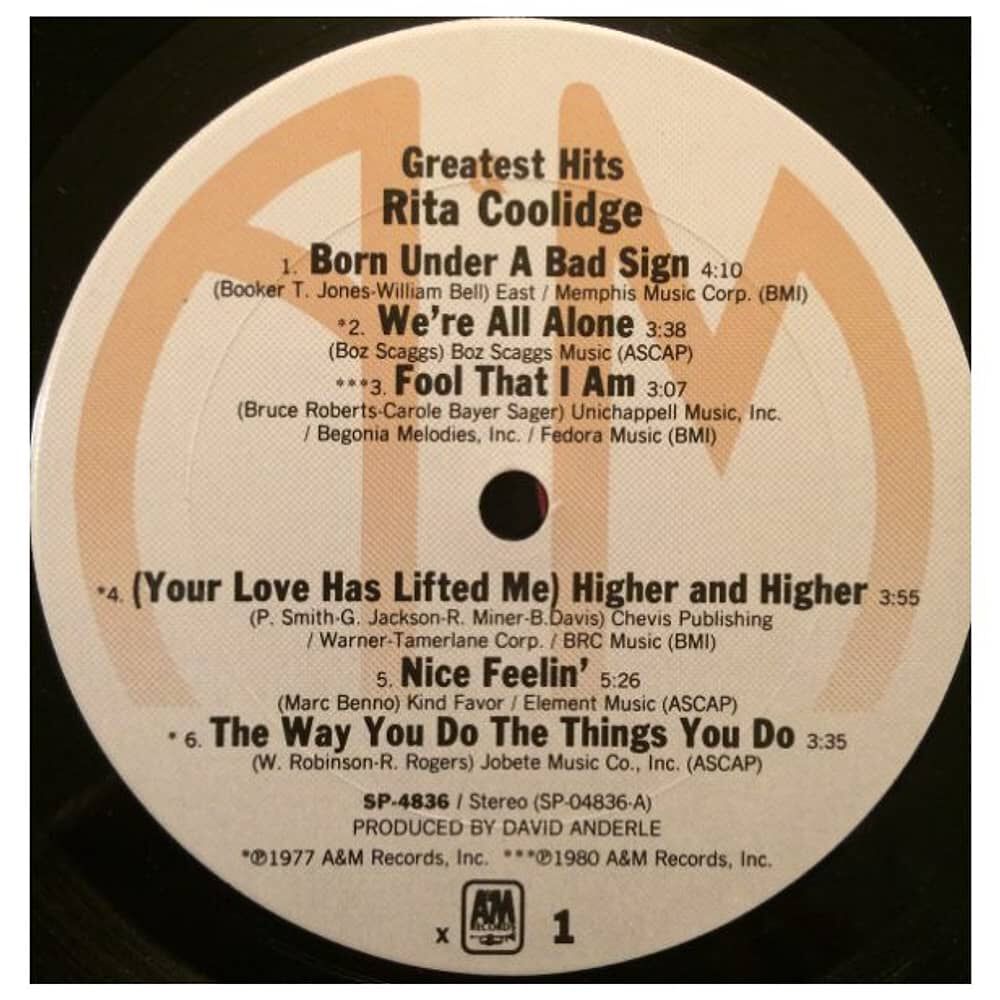 Greatest Hits
Rita Coolidge
1. Born Under A Bad Sign 4:10
(Booker T. Jones-William Bell) East / Memphis Music Corp. (BMI)
*2. We're All Alone 3:38
(Boz Scaggs) Boz Scaggs Music (ASCAP)
***3. Fool That I Am 3:07
(Bruce Roberts-Carole Bayer Sager) Unichappell Music, Inc.
/ Begonia Melodies, Inc. / Fedora Music (BMI)
*4. (Your Love Has Lifted Me) Higher and Higher 3:55
(P. Smith-G. Jackson-R. Miner-B.Davis) Chevis Publishing
/ Warner-Tamerlane Corp. / BRC Music (BMI)
5. Nice Feelin' 5:26
(Marc Benno) Kind Favor / Element Music (ASCAP)
* 6. The Way You Do The Things You Do 3:35
(W. Robinson-R. Rogers) Jobete Music Co., Inc. (ASCAP)
SP-4836 / Stereo (SP-04836-A)
PRODUCED BY DAVID ANDERLE
*℗1977 A&M Records, Inc. ***℗1980 A&M Records, Inc.
x A&M RECORDS 1